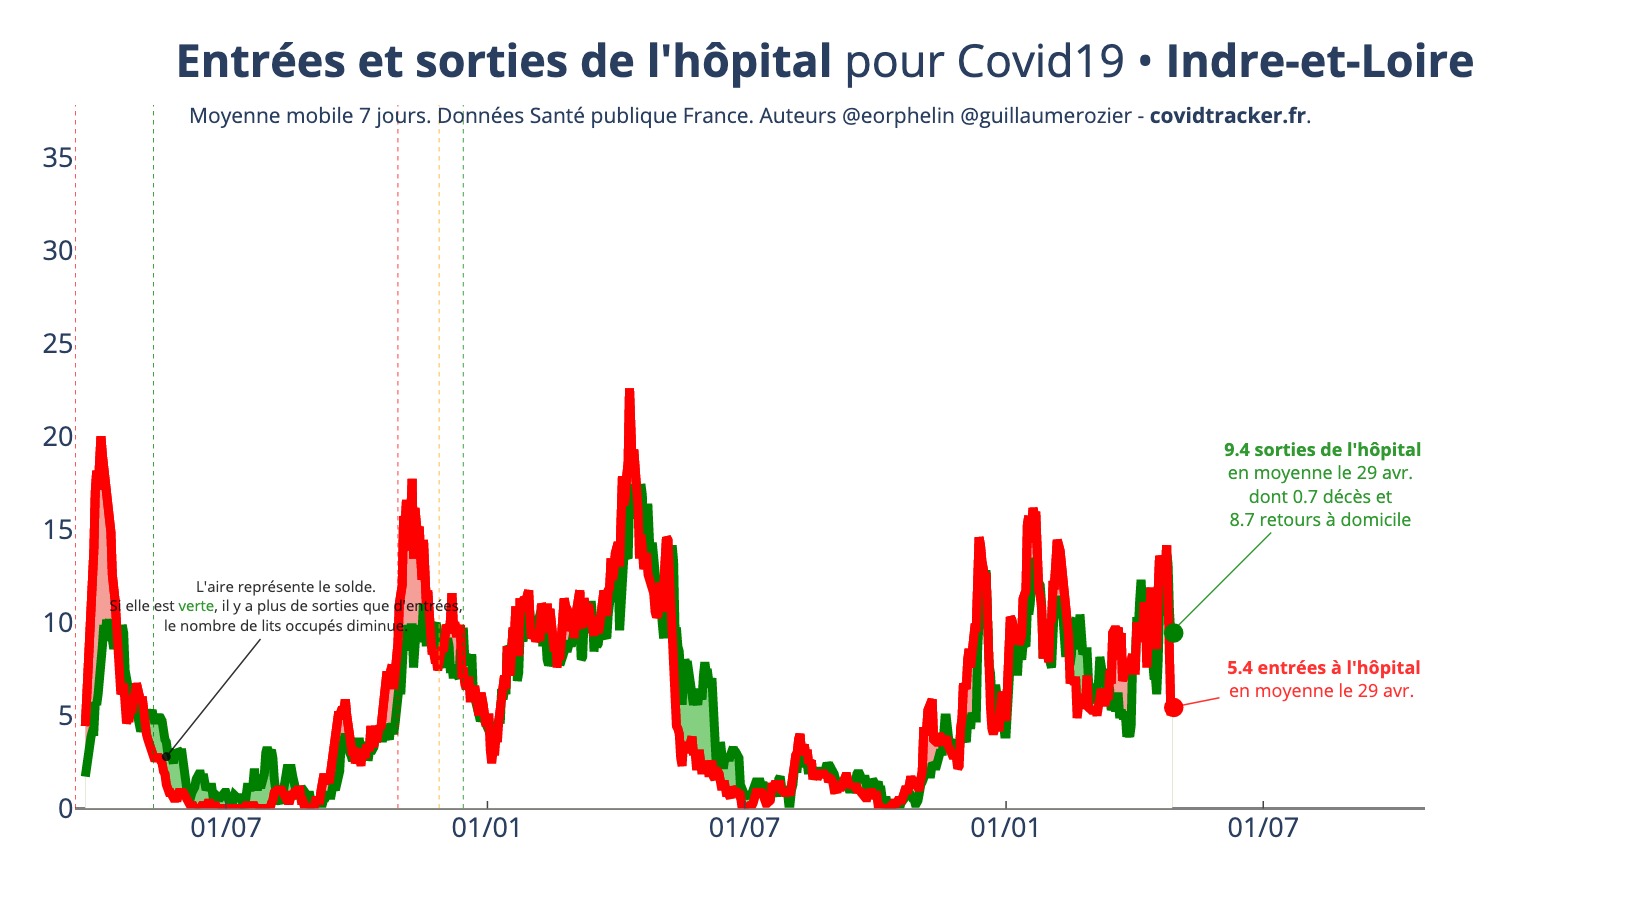 Entrées et sorties de l'hôpital pour Covid19 • Indre-et-Loire
Moyenne mobile 7 jours. Données Santé publique France. Auteurs @eorphelin @guillaumerozier - covidtracker.fr.
35
30
25
20
15
10
5
0
L'aire représente le solde.
Si elle est verte, il y a plus de sorties que d'entrées,
le nombre de lits occupés diminue.
9.4 sorties de l'hôpital
en moyenne le 29 avr.
dont 0.7 décès et
8.7 retours à domicile
5.4 entrées à l'hôpital
en moyenne le 29 avr.
01/07
01/01
01/07
01/01
01/07